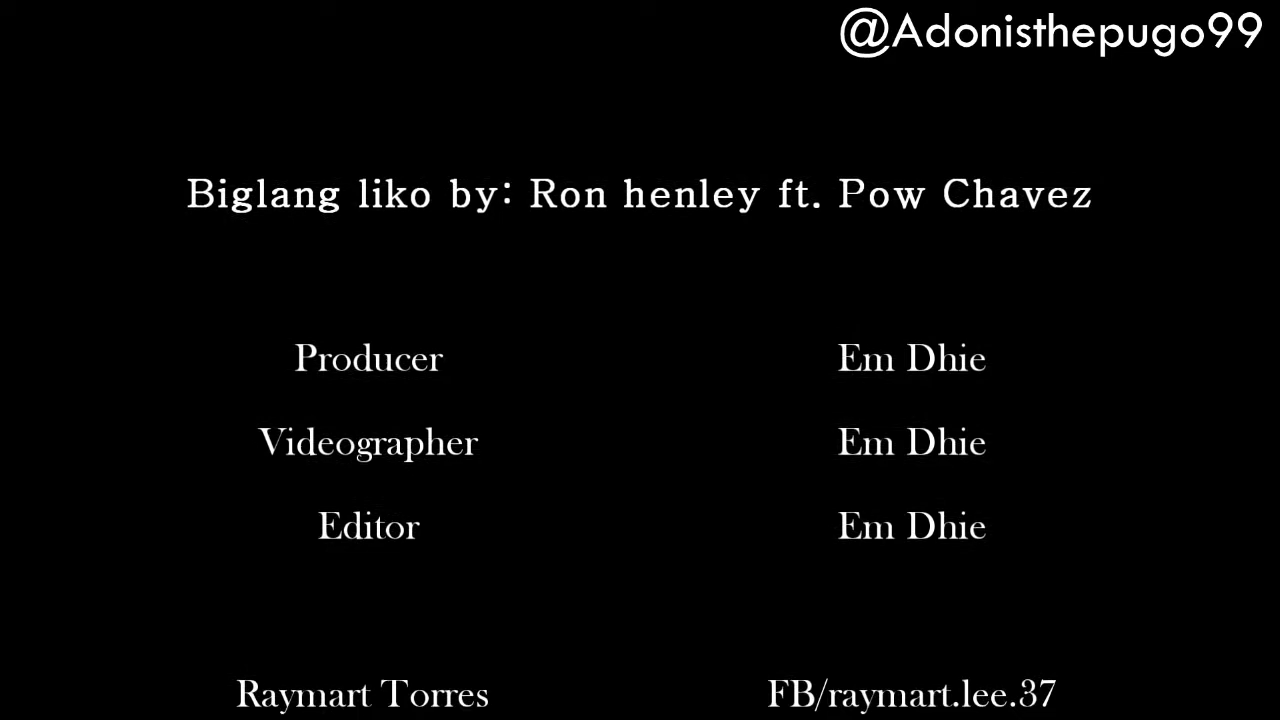 @Adonisthepugo99
Biglang liko by: Ron henley ft. Pow Chavez
Producer Em Dhie
Videographer Em Dhie
Editor Em Dhie
Raymart Torres FB/raymart.lee.37